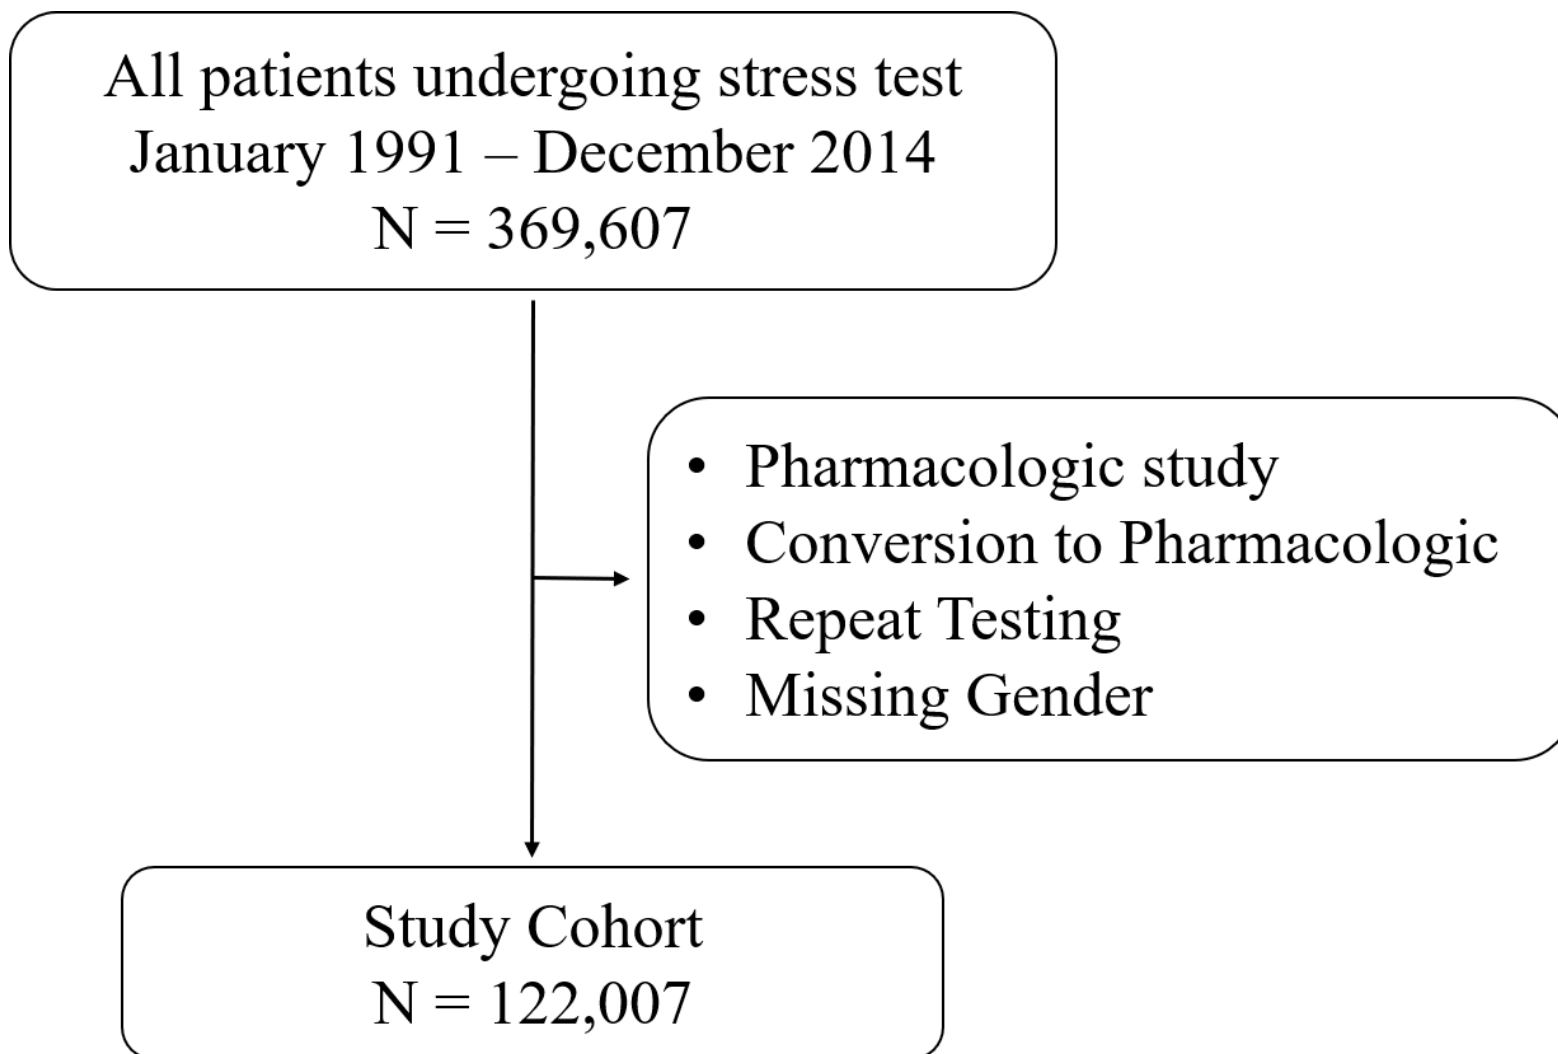 All patients undergoing stress test
January 1991 – December 2014
N = 369,607
• Pharmacologic study
• Conversion to Pharmacologic
• Repeat Testing
• Missing Gender
Study Cohort
N = 122,007